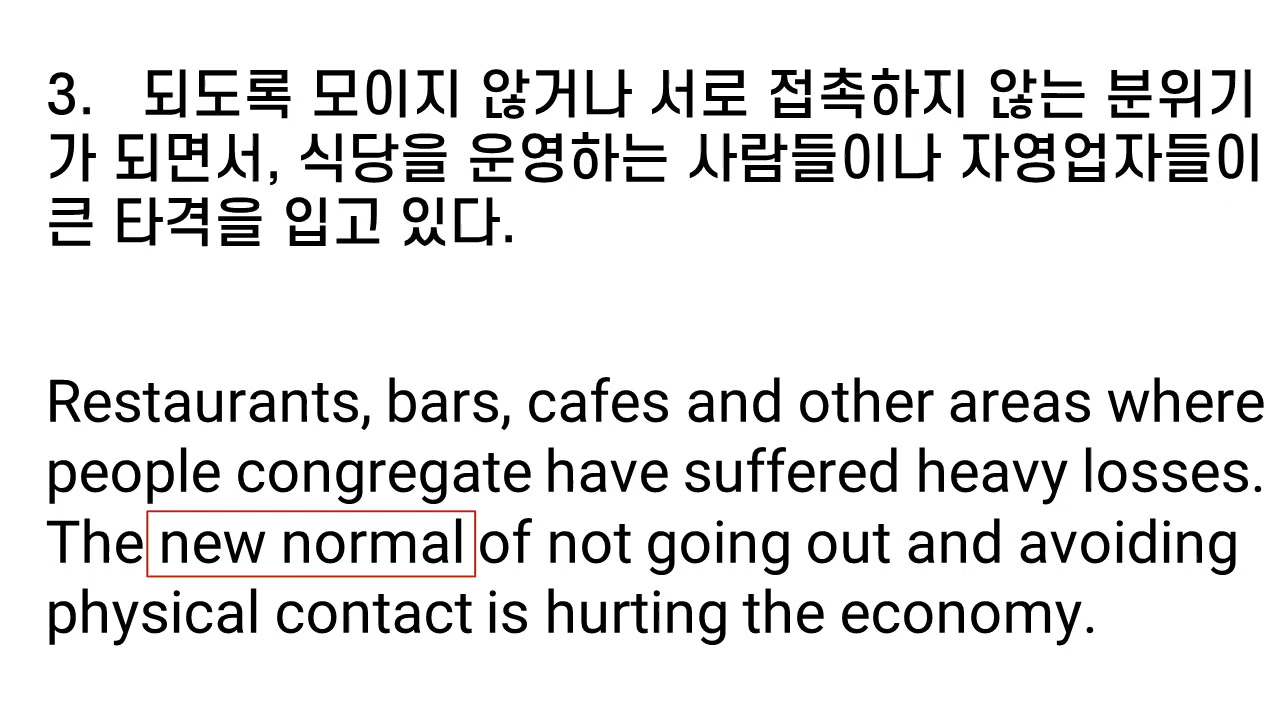 3. 되도록 모이지 않거나 서로 접촉하지 않는 분위기
가 되면서, 식당을 운영하는 사람들이나 자영업자들이
큰 타격을 입고 있다.
Restaurants, bars, cafes and other areas where
people congregate have suffered heavy losses.
The new normal of not going out and avoiding
physical contact is hurting the economy.